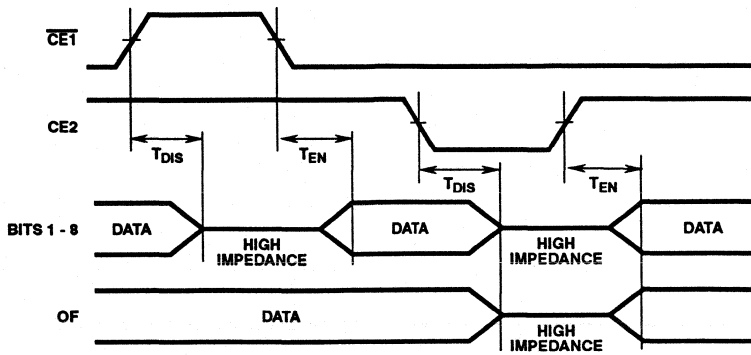 CE1
CE2
TDIS
TEN
TDIS
TEN
BITS 1 - 8
DATA
HIGH
IMPEDANCE
DATA
HIGH
IMPEDANCE
DATA
OF
DATA
HIGH
IMPEDANCE